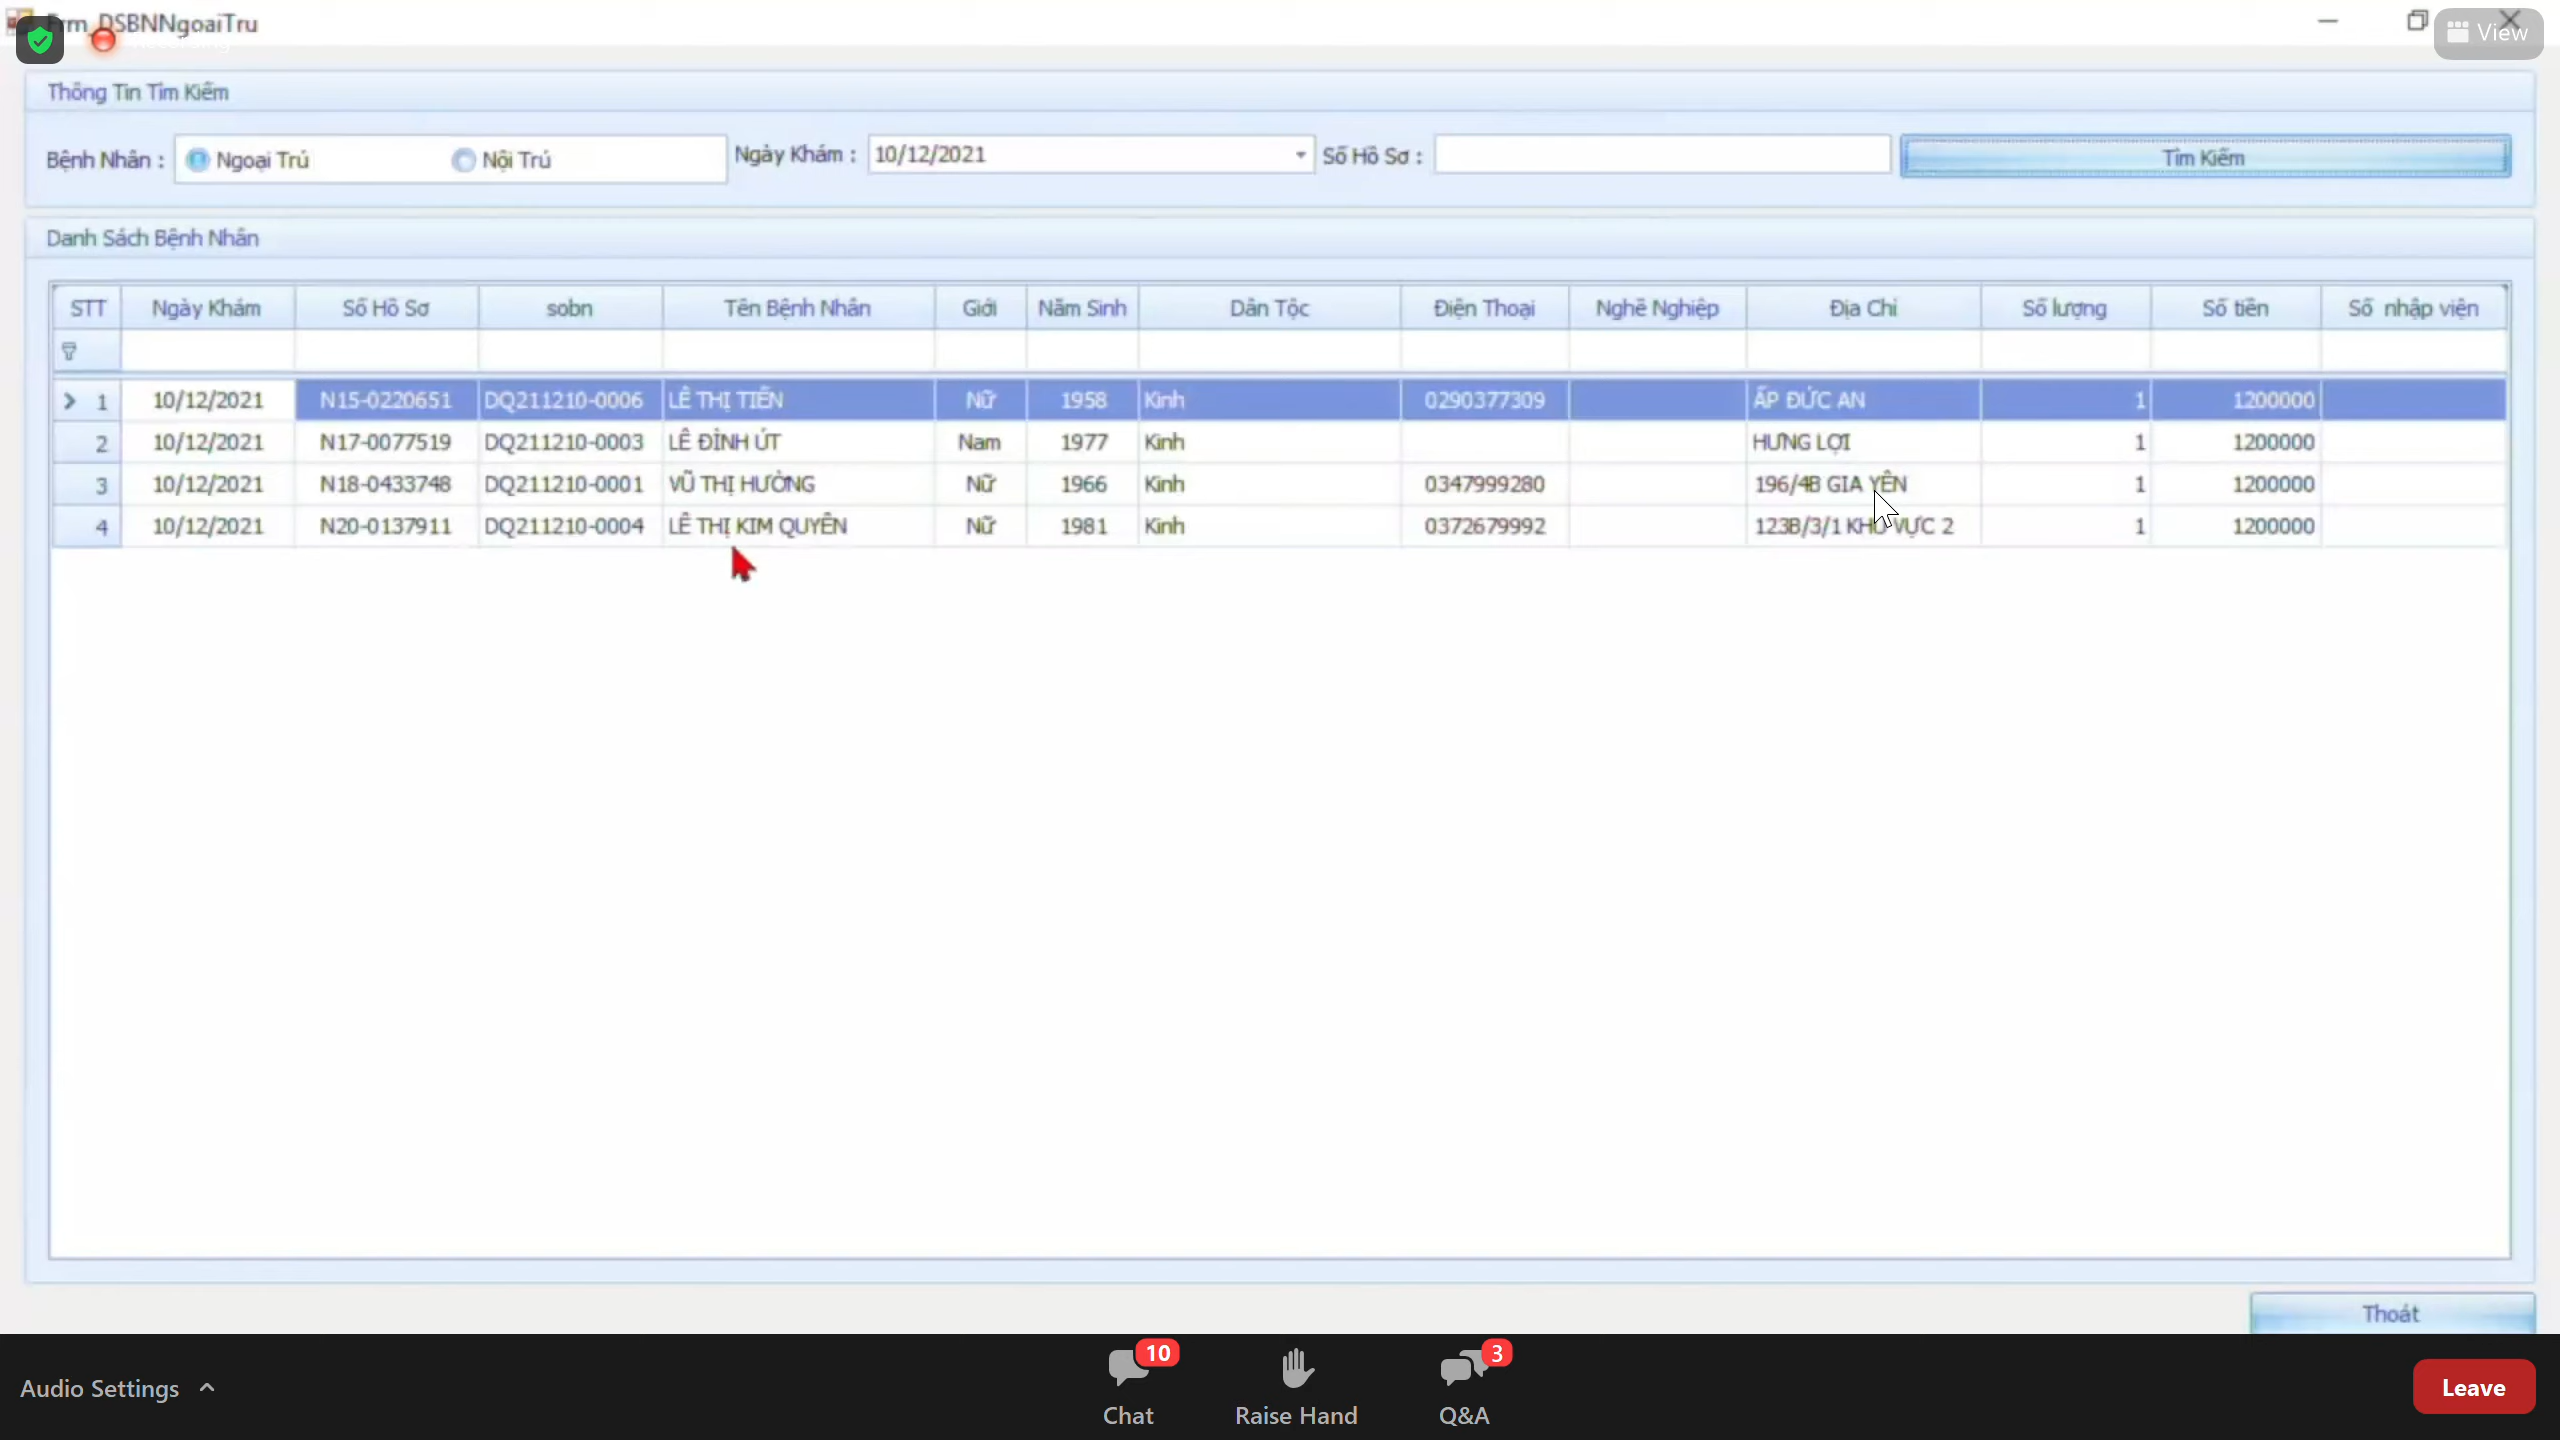 Frm_DSBNNgoaiTru
Recording
View
Thông Tin Tìm Kiếm
Bệnh Nhân : Ngoại Trú Nội Trú Ngày Khám : 10/12/2021 Số Hồ Sơ : Tìm Kiếm
Danh Sách Bệnh Nhân
STT Ngày Khám Số Hồ Sơ sobn Tên Bệnh Nhân Giới Năm Sinh Dân Tộc Điện Thoại Nghề Nghiệp Địa Chỉ Số lượng Số tiền Số nhập viện
1 10/12/2021 N15-0220651 DQ211210-0006 LÊ THỊ TIẾN Nữ 1958 Kinh 0290377309 ẤP ĐỨC AN 1 1200000
2 10/12/2021 N17-0077519 DQ211210-0003 LÊ ĐÌNH ÚT Nam 1977 Kinh HƯNG LỢI 1 1200000
3 10/12/2021 N18-0433748 DQ211210-0001 VŨ THỊ HƯỜNG Nữ 1966 Kinh 0347999280 196/4B GIA YÊN 1 1200000
4 10/12/2021 N20-0137911 DQ211210-0004 LÊ THỊ KIM QUYÊN Nữ 1981 Kinh 0372679992 123B/3/1 KHU VỰC 2 1 1200000
Thoát
Audio Settings
10
Chat
Raise Hand
3
Q&A
Leave